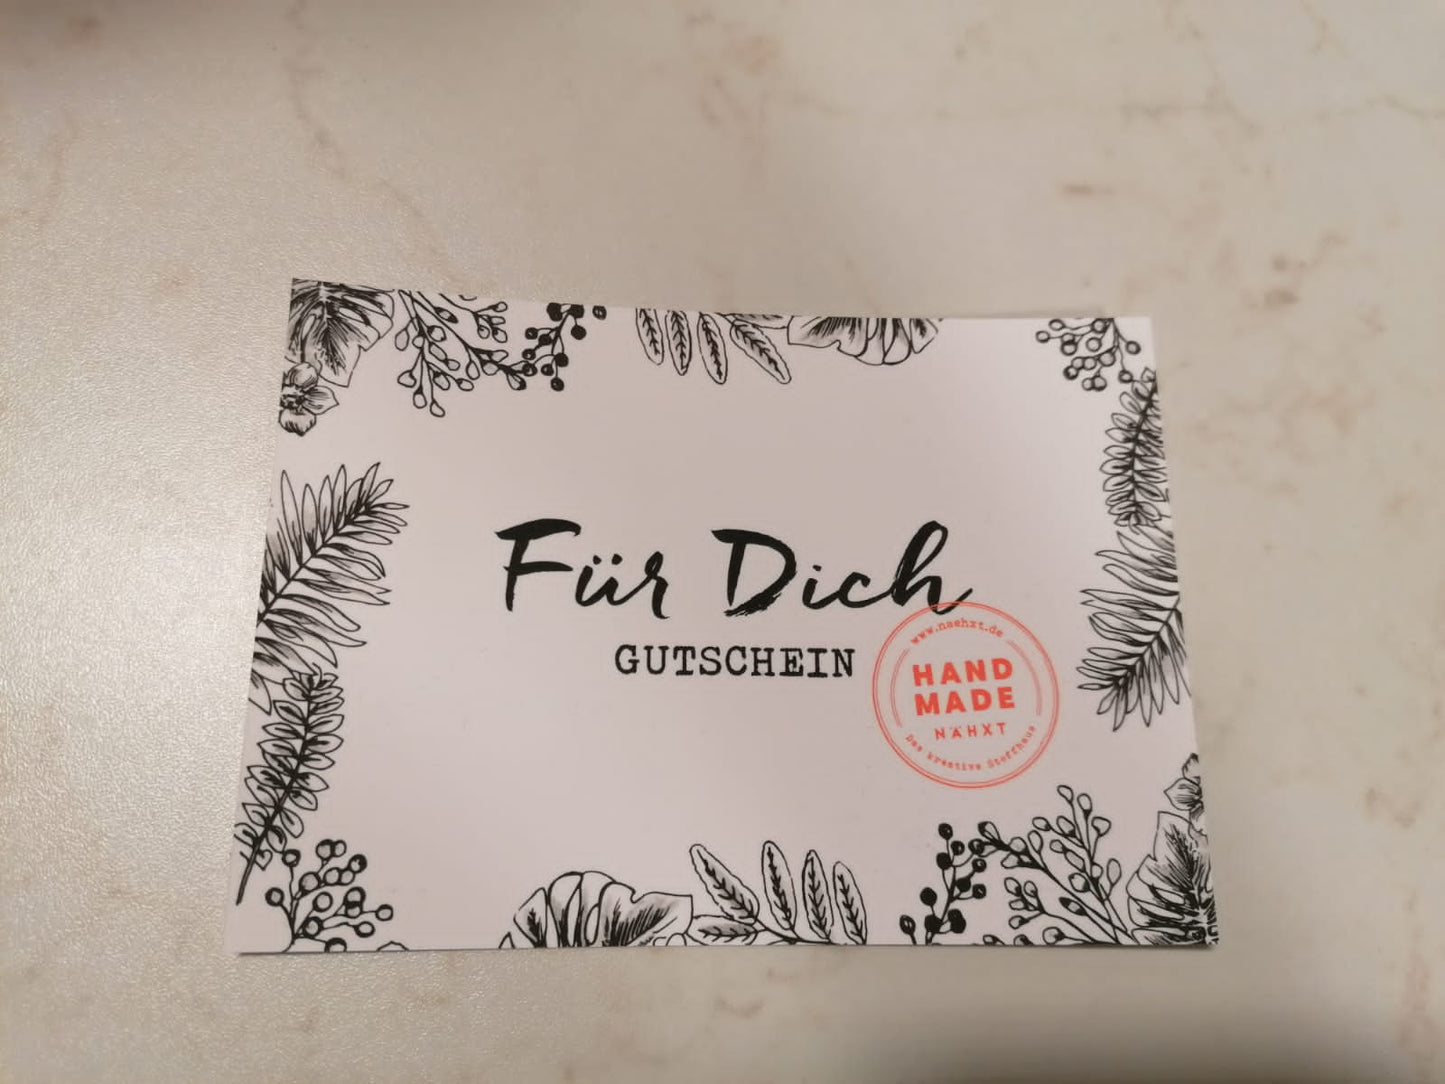 Für Dich
GUTSCHEIN
www.naehxt.de
HAND
MADE
NÄHXT
Das kreative Stoffhaus